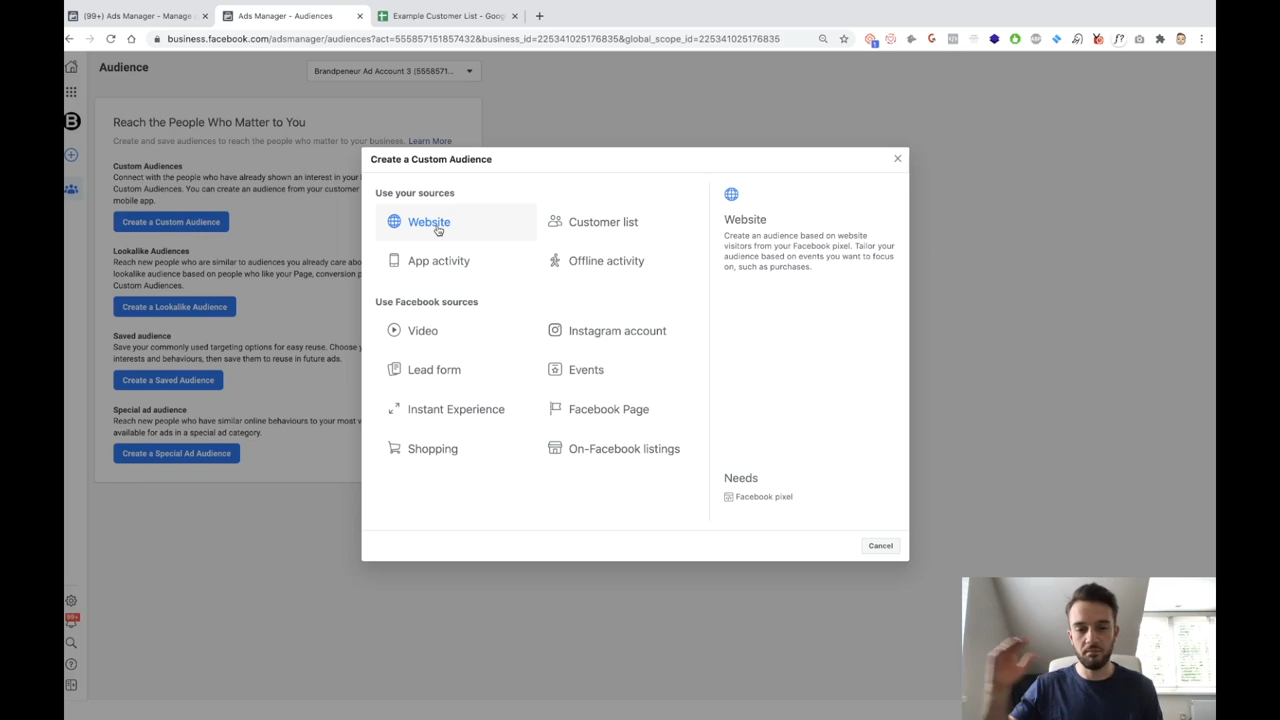 (99+) Ads Manager - Manage
Ads Manager - Audiences
Example Customer List - Goog
business.facebook.com/adsmanager/audiences?act=555857151857432&business_id=225341025176835&global_scope_id=225341025176835
Audience
Brandpeneur Ad Account 3 (5558571...
Reach the People Who Matter to You
Create and save audiences to reach the people who matter to your business. Learn More
Custom Audiences
Connect with the people who have already shown an interest in your
Custom Audiences. You can create an audience from your customer
mobile app.
Create a Custom Audience
Lookalike Audiences
Reach new people who are similar to audiences you already care abou
lookalike audience based on people who like your Page, conversion p
Custom Audiences.
Create a Lookalike Audience
Saved audience
Save your commonly used targeting options for easy reuse. Choose y
interests and behaviours, then save them to reuse in future ads.
Create a Saved Audience
Special ad audience
Reach new people who have similar online behaviours to your most v
available for ads in a special ad category.
Create a Special Ad Audience
99+
Create a Custom Audience
Use your sources
Website
Customer list
App activity
Offline activity
Use Facebook sources
Video
Instagram account
Lead form
Events
Instant Experience
Facebook Page
Shopping
On-Facebook listings
Website
Create an audience based on website
visitors from your Facebook pixel. Tailor your
audience based on events you want to focus
on, such as purchases.
Needs
Facebook pixel
Cancel